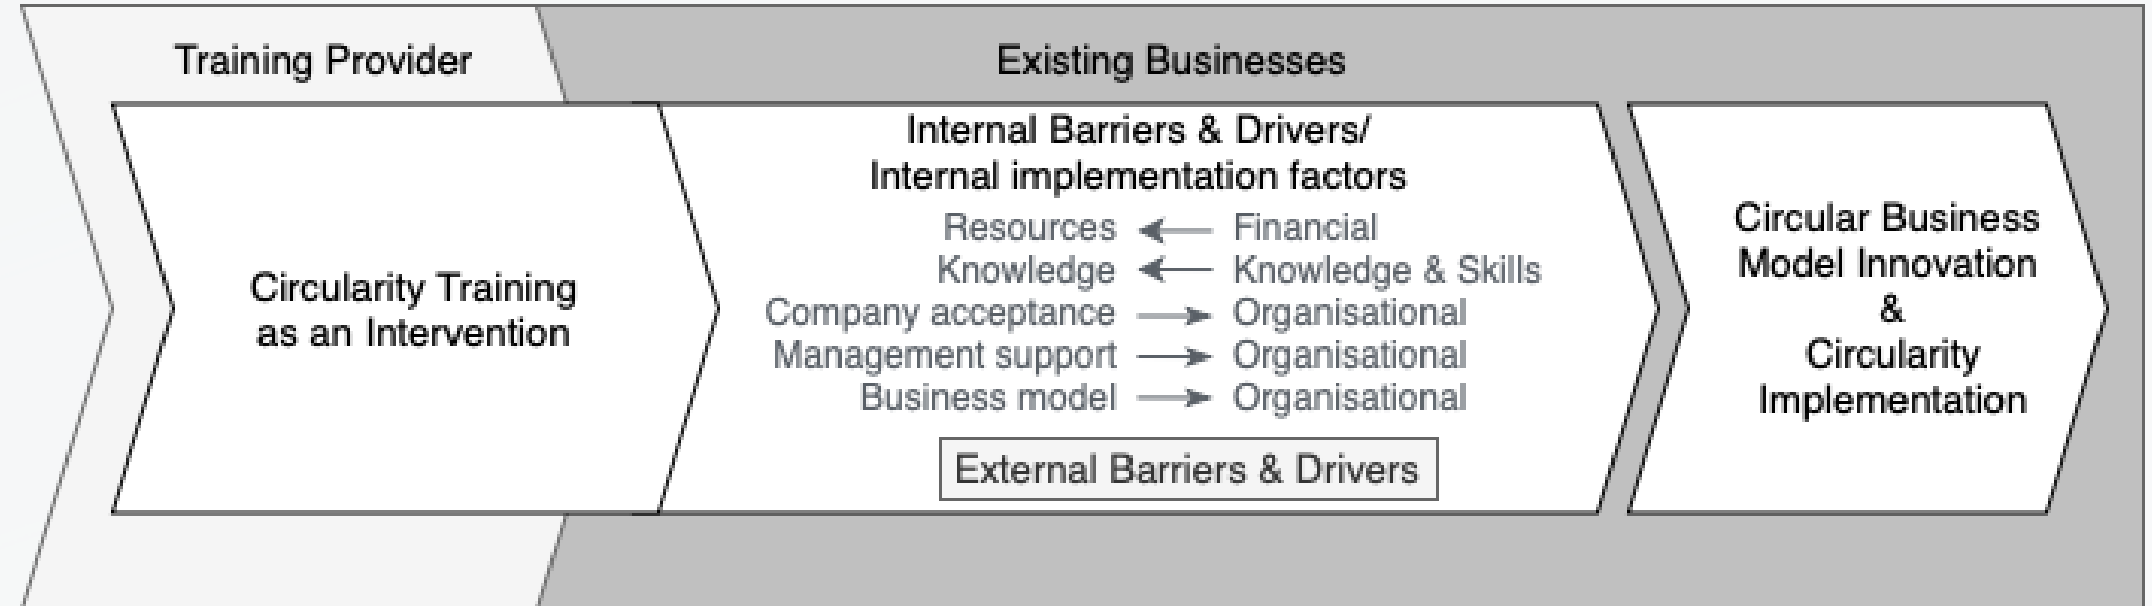 Training Provider
Existing Businesses
Circularity Training
as an Intervention
Internal Barriers & Drivers/
Internal implementation factors
Resources ← Financial
Knowledge ← Knowledge & Skills
Company acceptance → Organisational
Management support → Organisational
Business model → Organisational
External Barriers & Drivers
Circular Business
Model Innovation
&
Circularity
Implementation